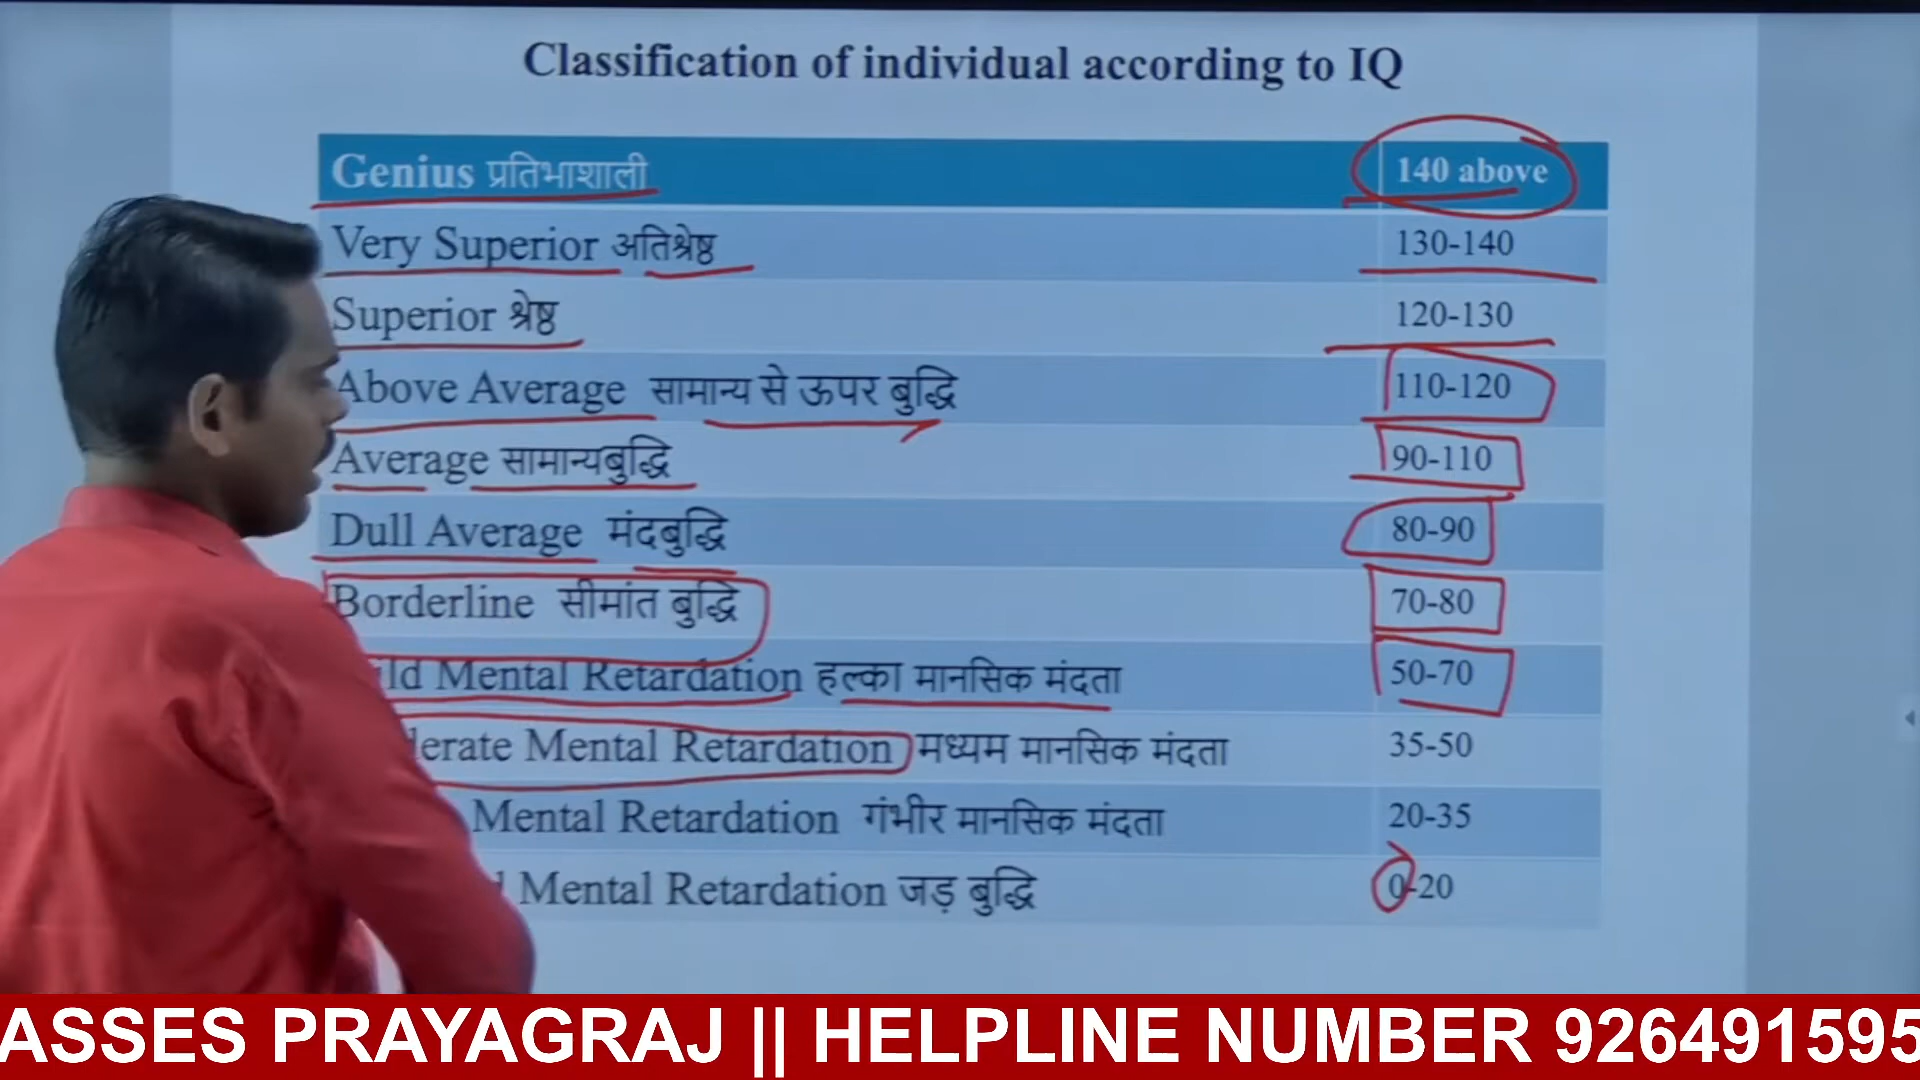 Classification of individual according to IQ
Genius प्रतिभाशाली 140 above
Very Superior अतिश्रेष्ठ 130-140
Superior श्रेष्ठ 120-130
Above Average सामान्य से ऊपर बुद्धि 110-120
Average सामान्यबुद्धि 90-110
Dull Average मंदबुद्धि 80-90
Borderline सीमांत बुद्धि 70-80
Mental Retardation हल्का मानसिक मंदता 50-70
Mental Retardation मध्यम मानसिक मंदता 35-50
Mental Retardation गंभीर मानसिक मंदता 20-35
Mental Retardation जड़ बुद्धि 0-20
ASSES PRAYAGRAJ || HELPLINE NUMBER 926491595